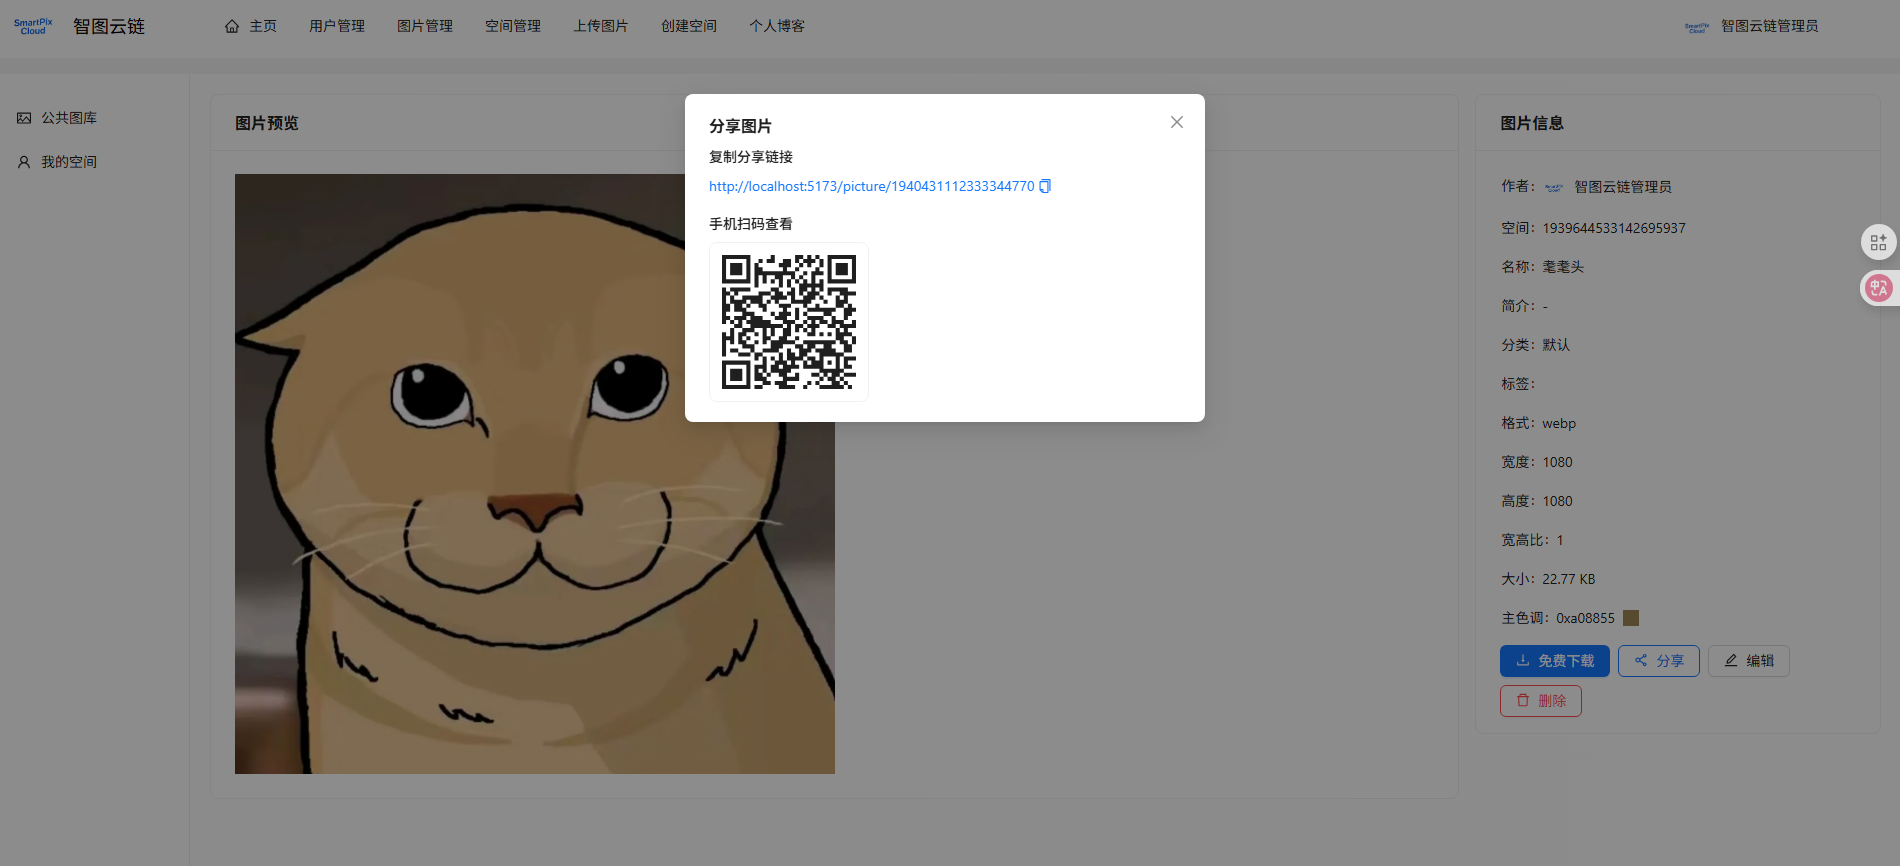 SmartPix
Cloud
智图云链
主页
用户管理
图片管理
空间管理
上传图片
创建空间
个人博客
SmartPix
Cloud
智图云链管理员
公共图库
我的空间
图片预览
分享图片
复制分享链接
http://localhost:5173/picture/1940431112333344770
手机扫码查看
图片信息
作者： 智图云链管理员
空间：1939644533142695937
名称：耄耄头
简介：-
分类：默认
标签：
格式：webp
宽度：1080
高度：1080
宽高比：1
大小：22.77 KB
主色调：0xa08855
免费下载
分享
编辑
删除
中A